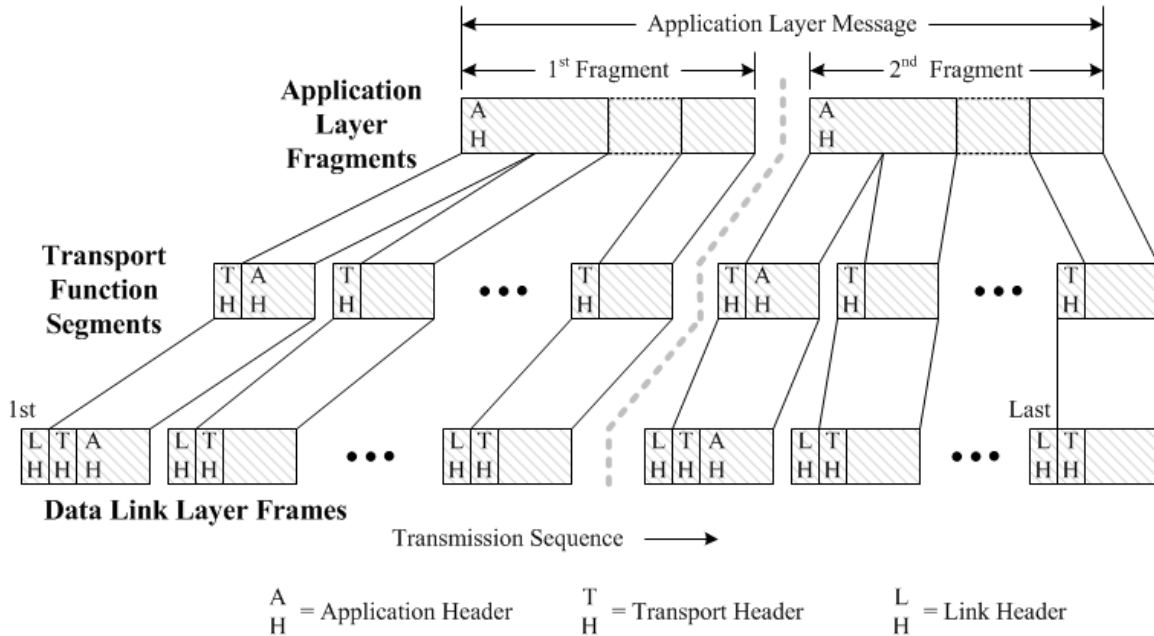 Application Layer Message
1st Fragment
2nd Fragment
Application
Layer
Fragments
A
H
A
H
Transport
Function
Segments
T A
H H
T
H
•••
T
H
T A
H H
T
H
•••
T
H
1st
Last
L T A
H H H
L T
H H
•••
L T
H H
L T A
H H H
L T
H H
•••
L T
H H
Data Link Layer Frames
Transmission Sequence
A
H = Application Header
T
H = Transport Header
L
H = Link Header